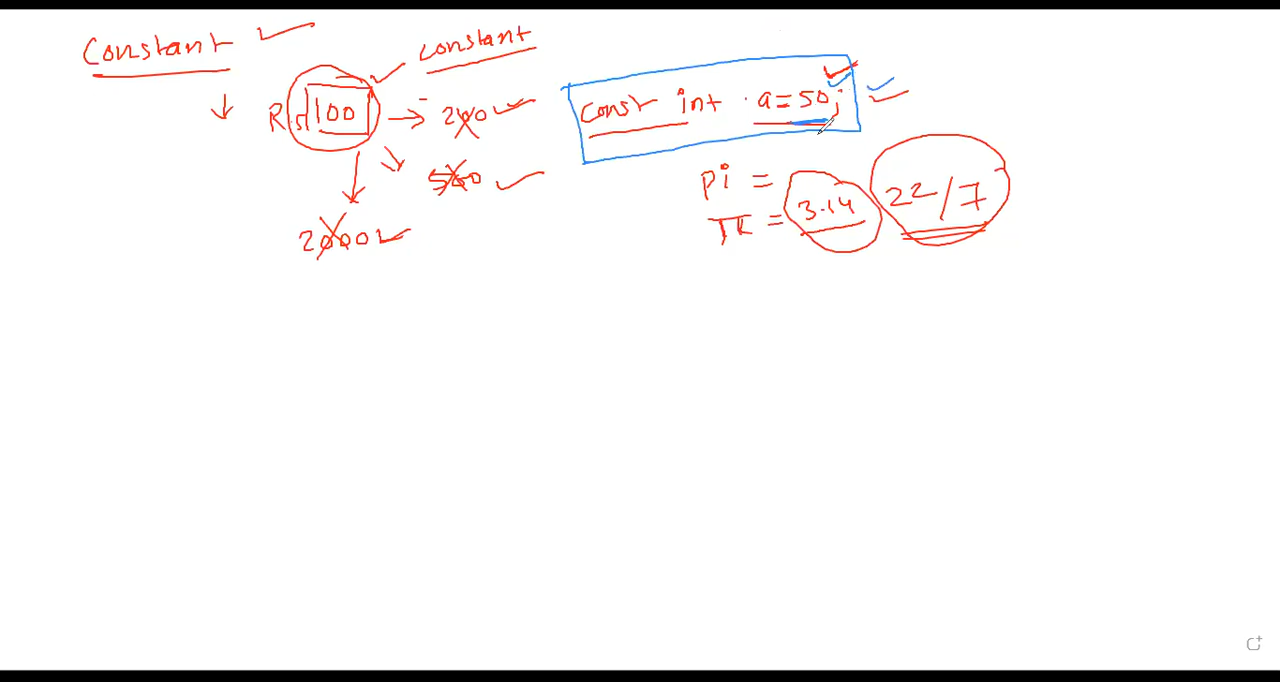 Constant
constant
Rs 100 → 200
500
2000
Const int a = 50;
pi =
π = 3.14 22/7